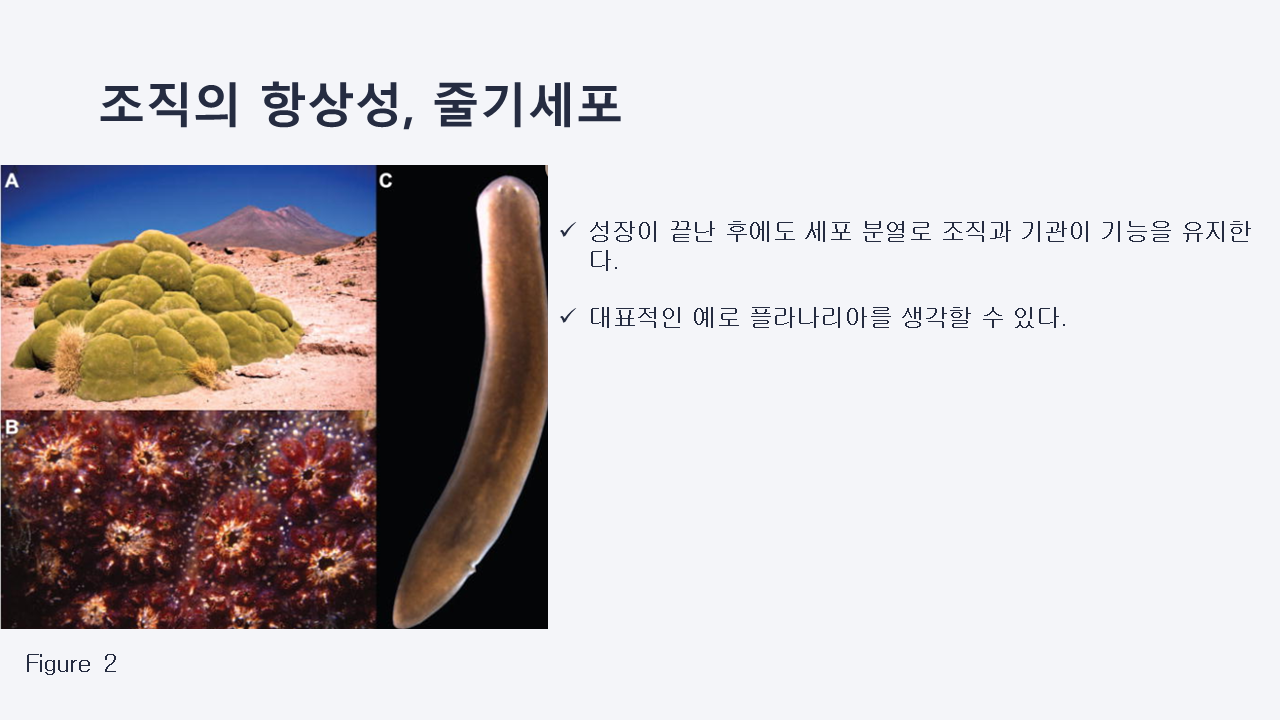 조직의 항상성, 줄기세포
A
B
C
✓ 성장이 끝난 후에도 세포 분열로 조직과 기관이 기능을 유지한
다.
✓ 대표적인 예로 플라나리아를 생각할 수 있다.
Figure 2